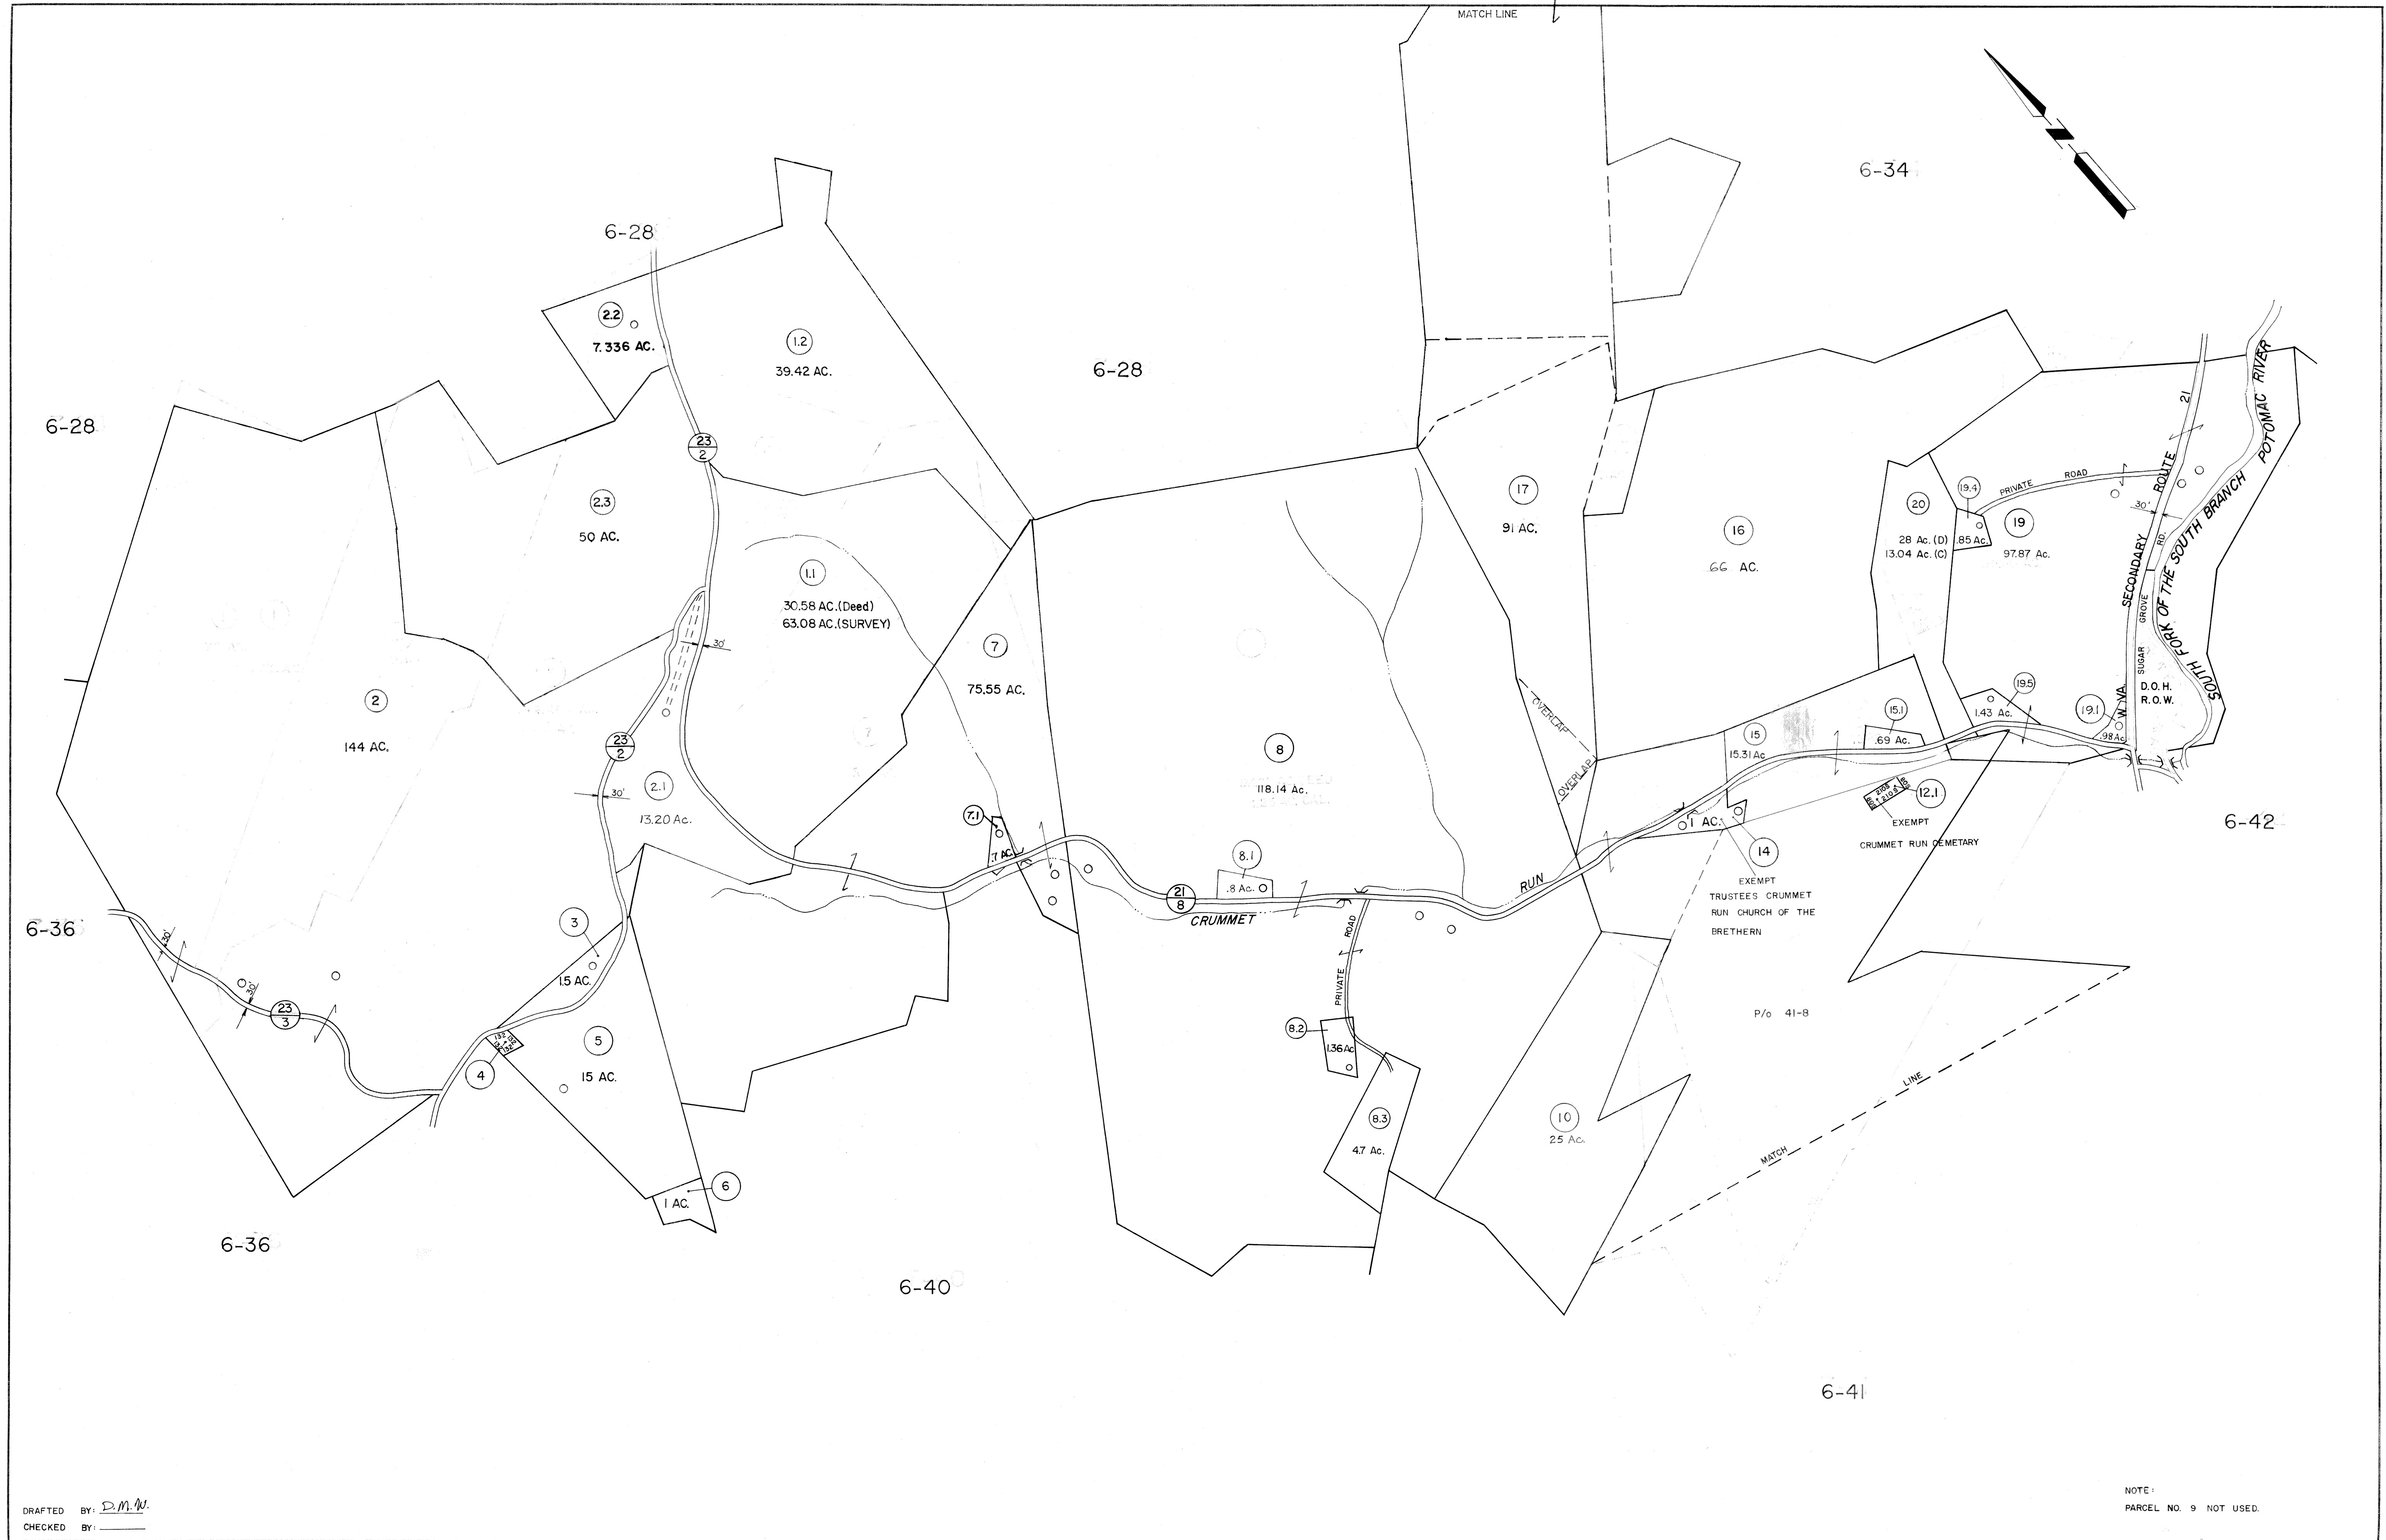 MATCH LINE
6-34
6-28
2.2
7.336 AC.
1.2
39.42 AC.
6-28
6-28
23
2
2.3
50 AC.
1.1
30.58 AC.(Deed)
63.08 AC.(SURVEY)
30'
7
75.55 AC.
2
144 AC.
23
2
30'
2.1
13.20 Ac.
8
118.14 Ac.
17
91 AC.
16
66 AC.
20
28 Ac. (D)
13.04 Ac. (C)
19.4
.85 Ac.
19
97.87 Ac.
PRIVATE ROAD
W. VA. SECONDARY ROUTE 21
30'
SUGAR GROVE RD.
SOUTH FORK OF THE SOUTH BRANCH POTOMAC RIVER
D.O.H.
R.O.W.
OVERLAP
OVERLAP
15
15.31 Ac
15.1
.69 Ac.
19.5
1.43 Ac.
19.1
.98 Ac
7.1
.7 AC.
8.1
.8 Ac.
21
8
CRUMMET RUN
1 AC.
14
EXEMPT
TRUSTEES CRUMMET
RUN CHURCH OF THE
BRETHERN
210.5
210.5
12.1
EXEMPT
CRUMMET RUN CEMETARY
6-42
6-36
30'
30'
23
3
3
1.5 AC.
132
132
4
5
15 AC.
6
1 AC.
PRIVATE ROAD
8.2
1.36 Ac
8.3
4.7 Ac.
10
25 Ac.
P/o 41-8
MATCH LINE
6-36
6-40
6-41
DRAFTED BY: D.M.W.
CHECKED BY:
NOTE:
PARCEL NO. 9 NOT USED.